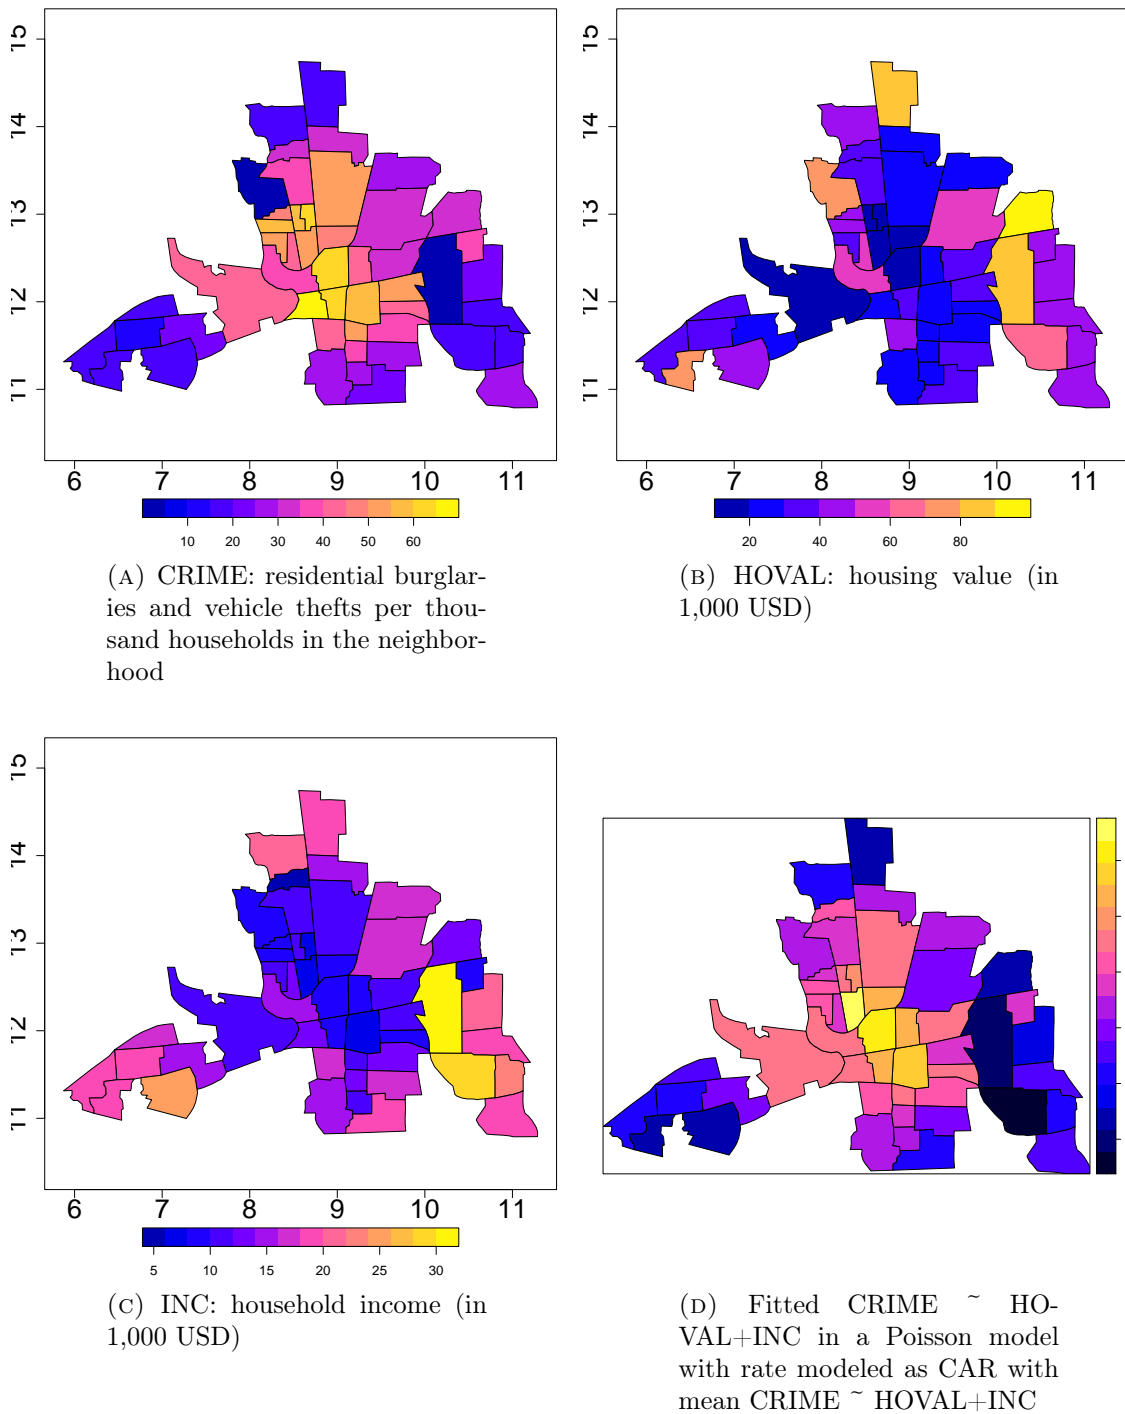 15
14
13
12
11
6 7 8 9 10 11
10 20 30 40 50 60
(A) CRIME: residential burglar-
ies and vehicle thefts per thou-
sand households in the neighbor-
hood
15
14
13
12
11
6 7 8 9 10 11
20 40 60 80
(B) HOVAL: housing value (in
1,000 USD)
15
14
13
12
11
6 7 8 9 10 11
5 10 15 20 25 30
(C) INC: household income (in
1,000 USD)
(D) Fitted CRIME ~ HO-
VAL+INC in a Poisson model
with rate modeled as CAR with
mean CRIME ~ HOVAL+INC